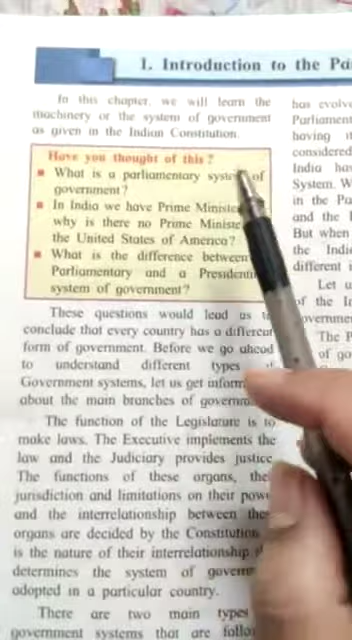 1. Introduction to the Pa
In this chapter, we will learn the
machinery or the system of government
as given in the Indian Constitution.
Have you thought of this ?
▪ What is a parliamentary system of
government?
▪ In India we have Prime Minister
why is there no Prime Minister
the United States of America?
▪ What is the difference between
Parliamentary and a Presidenti
system of government?
These questions would lead us to
conclude that every country has a different
form of government. Before we go ahead
to understand different types of
Government systems, let us get inform
about the main branches of governm
The function of the Legislature is to
make laws. The Executive implements the
law and the Judiciary provides justice.
The functions of these organs, the
jurisdiction and limitations on their powe
and the interrelationship between thes
organs are decided by the Constitution
is the nature of their interrelationship
determines the system of governm
adopted in a particular country.
There are two main types
government systems that are follo
has evolve
Parliament
having it
considered
India has
System. W
in the Pa
and the
But when
the Indi
different
Let u
of the I
overnme
The P
of go